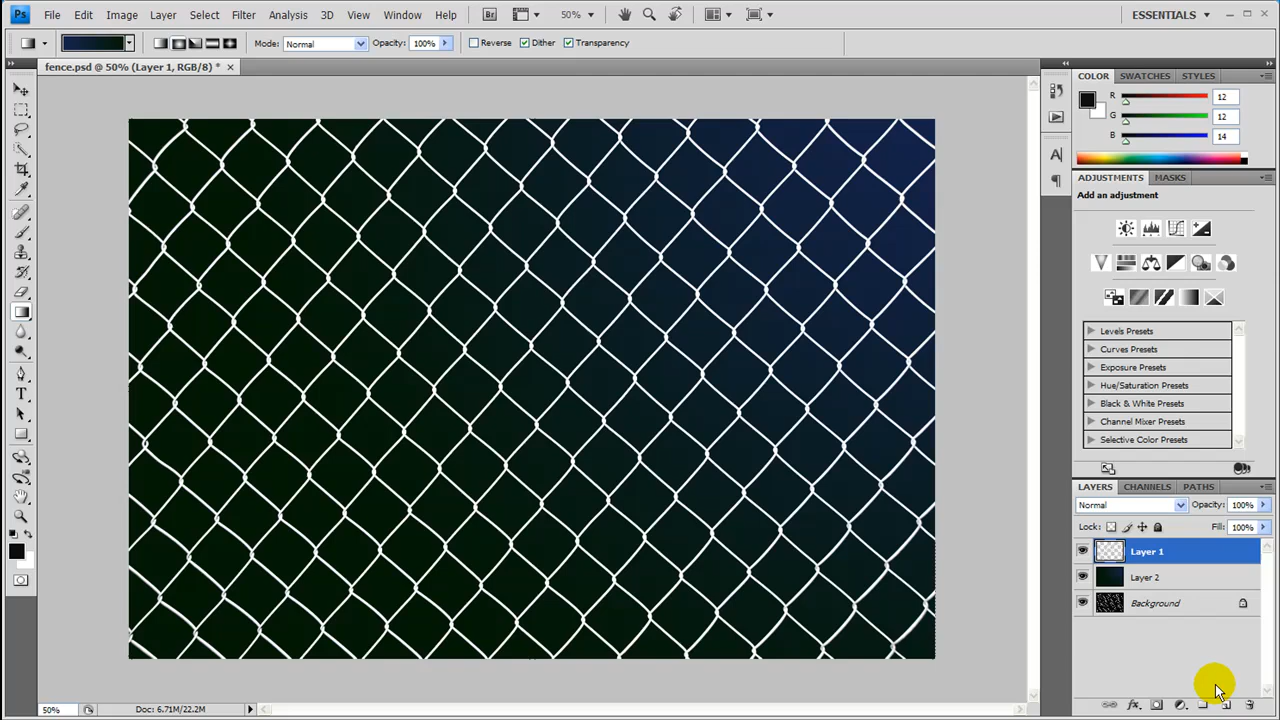 Ps File Edit Image Layer Select Filter Analysis 3D View Window Help Br 50% ESSENTIALS
Mode: Normal Opacity: 100% Reverse Dither Transparency
fence.psd @ 50% (Layer 1, RGB/8) *
COLOR SWATCHES STYLES
R 12
G 12
B 14
ADJUSTMENTS MASKS
Add an adjustment
Levels Presets
Curves Presets
Exposure Presets
Hue/Saturation Presets
Black & White Presets
Channel Mixer Presets
Selective Color Presets
LAYERS CHANNELS PATHS
Normal Opacity: 100%
Lock: Fill: 100%
Layer 1
Layer 2
Background
50% Doc: 6.71M/22.2M